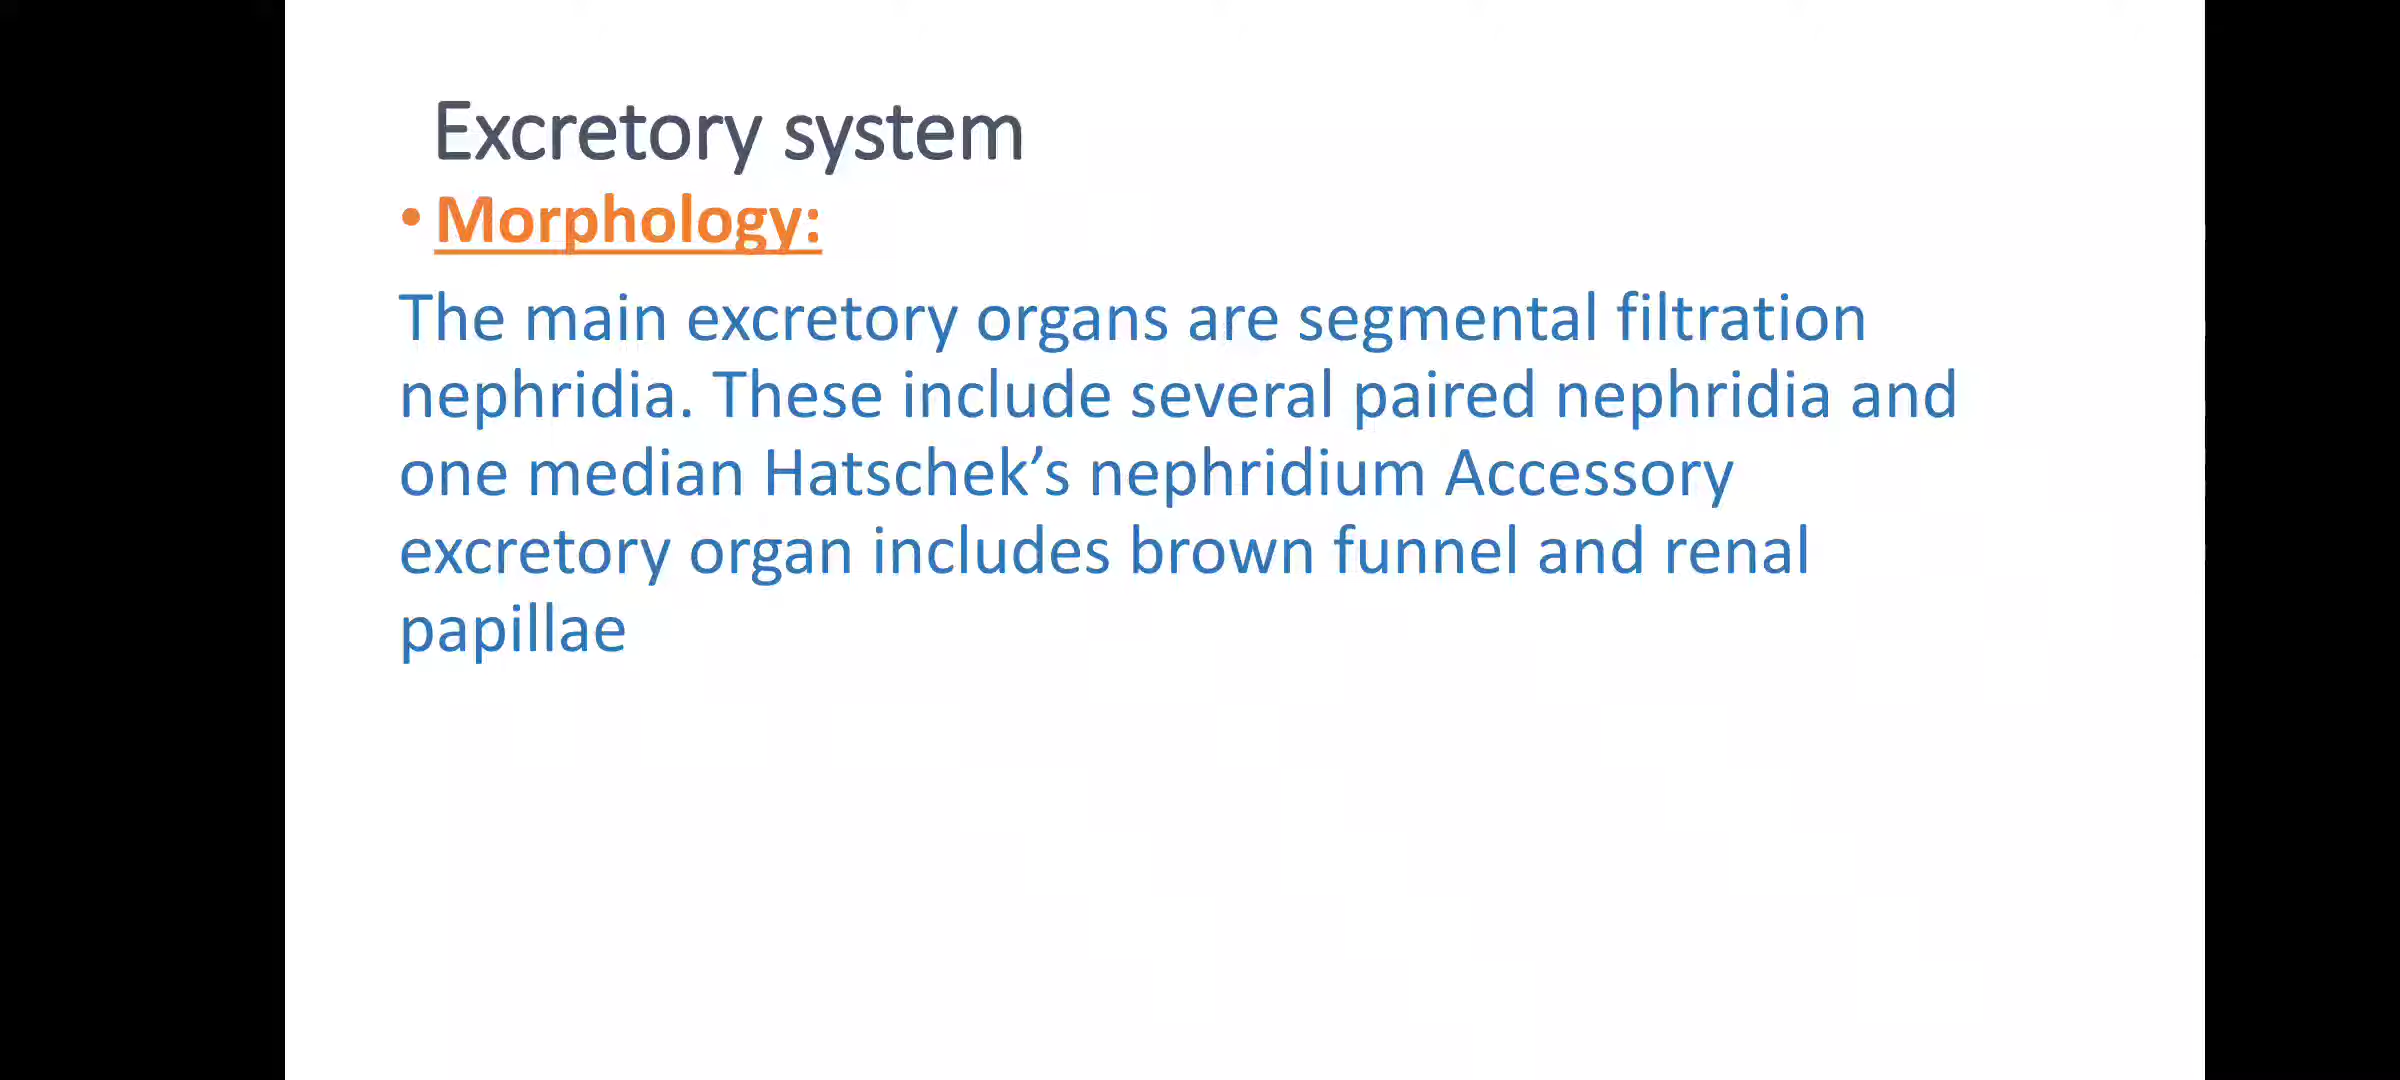 Excretory system
• Morphology:
The main excretory organs are segmental filtration
nephridia. These include several paired nephridia and
one median Hatschek’s nephridium Accessory
excretory organ includes brown funnel and renal
papillae